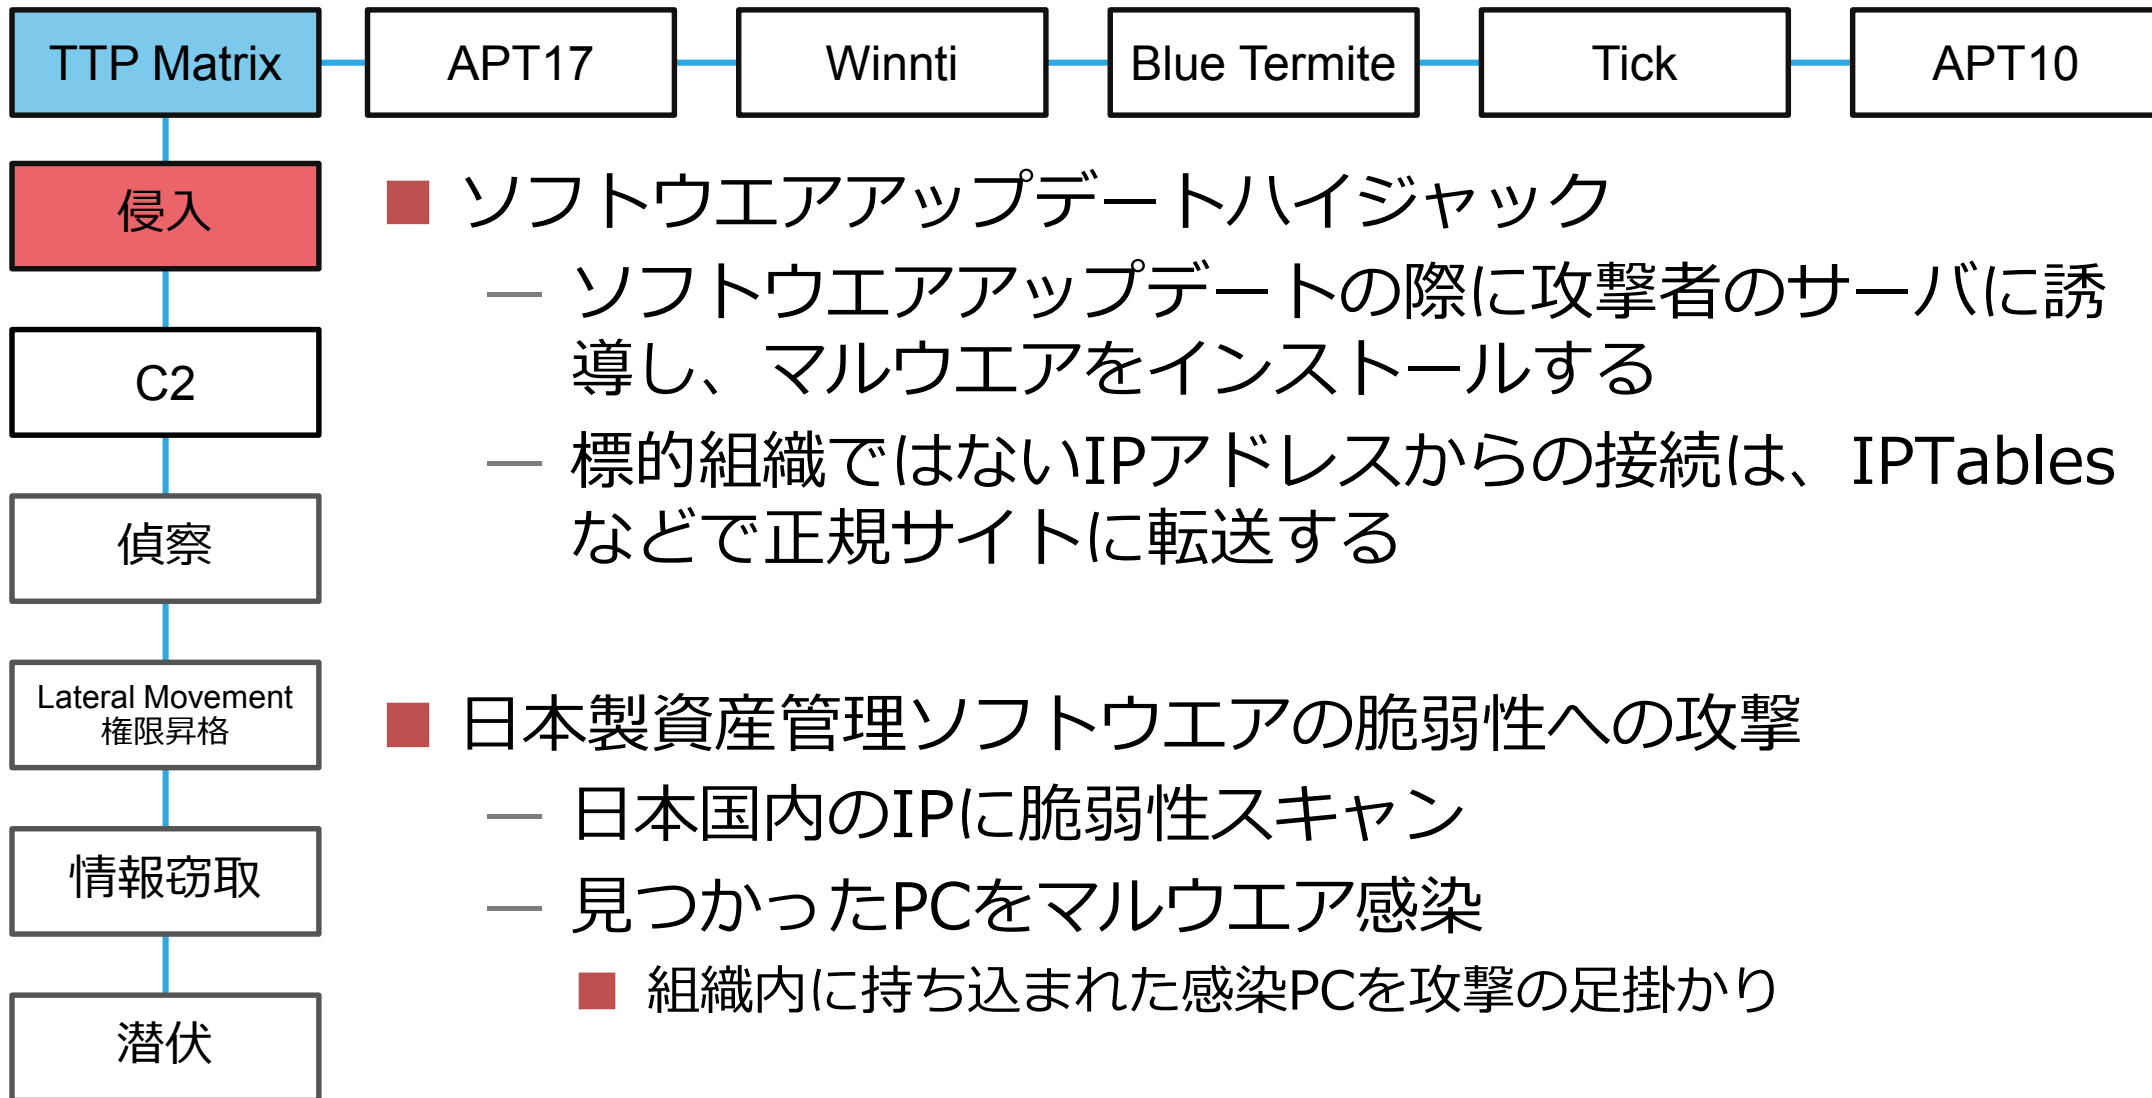 TTP Matrix
APT17
Winnti
Blue Termite
Tick
APT10
侵入
C2
偵察
Lateral Movement
権限昇格
情報窃取
潜伏
ソフトウエアアップデートハイジャック
ソフトウエアアップデートの際に攻撃者のサーバに誘
導し、マルウエアをインストールする
標的組織ではないIPアドレスからの接続は、IPTables
などで正規サイトに転送する
日本製資産管理ソフトウエアの脆弱性への攻撃
日本国内のIPに脆弱性スキャン
見つかったPCをマルウエア感染
組織内に持ち込まれた感染PCを攻撃の足掛かり